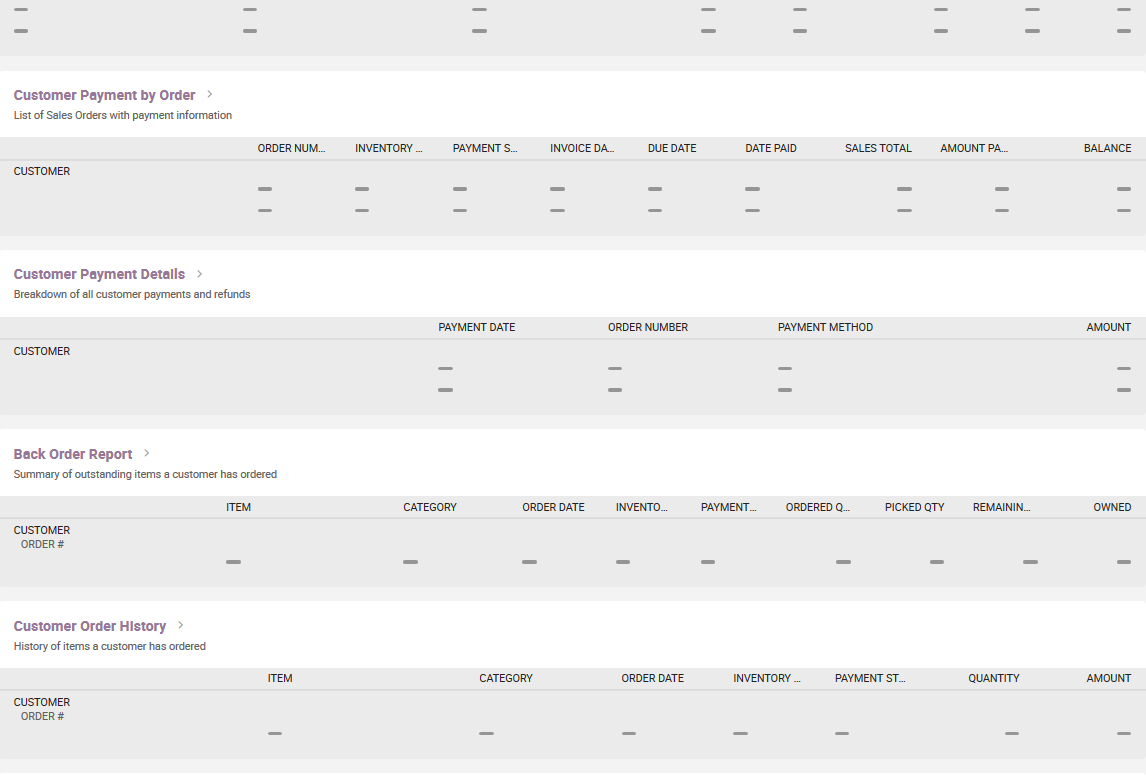 Customer Payment by Order
List of Sales Orders with payment information
ORDER NUM... INVENTORY ... PAYMENT S... INVOICE DA... DUE DATE DATE PAID SALES TOTAL AMOUNT PA... BALANCE
CUSTOMER
Customer Payment Details
Breakdown of all customer payments and refunds
PAYMENT DATE ORDER NUMBER PAYMENT METHOD AMOUNT
CUSTOMER
Back Order Report
Summary of outstanding items a customer has ordered
ITEM CATEGORY ORDER DATE INVENTO... PAYMENT... ORDERED Q... PICKED QTY REMAININ... OWNED
CUSTOMER
ORDER #
Customer Order History
History of items a customer has ordered
ITEM CATEGORY ORDER DATE INVENTORY ... PAYMENT ST... QUANTITY AMOUNT
CUSTOMER
ORDER #